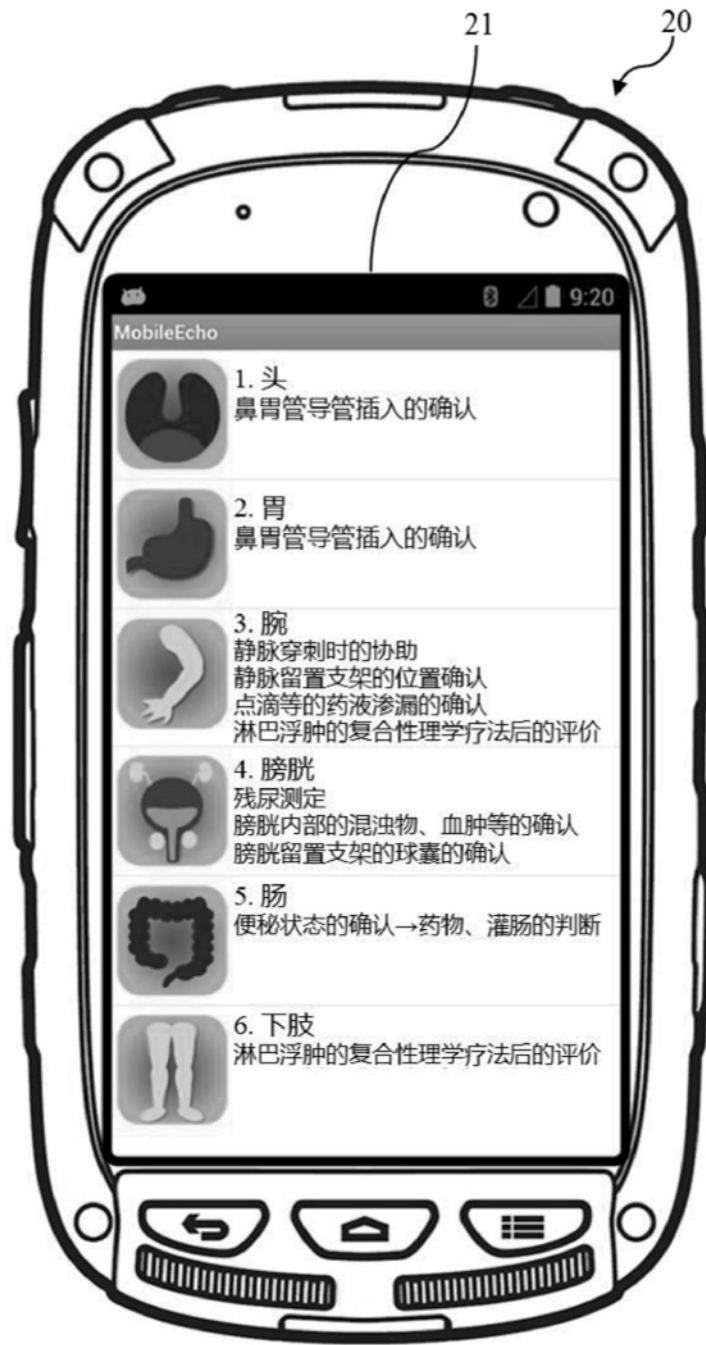 21
20
9:20
MobileEcho
1. 头
鼻胃管导管插入的确认
2. 胃
鼻胃管导管插入的确认
3. 腕
静脉穿刺时的协助
静脉留置支架的位置确认
点滴等的药液渗漏的确认
淋巴浮肿的复合性理学疗法后的评价
4. 膀胱
残尿测定
膀胱内部的混浊物、血肿等的确认
膀胱留置支架的球囊的确认
5. 肠
便秘状态的确认→药物、灌肠的判断
6. 下肢
淋巴浮肿的复合性理学疗法后的评价